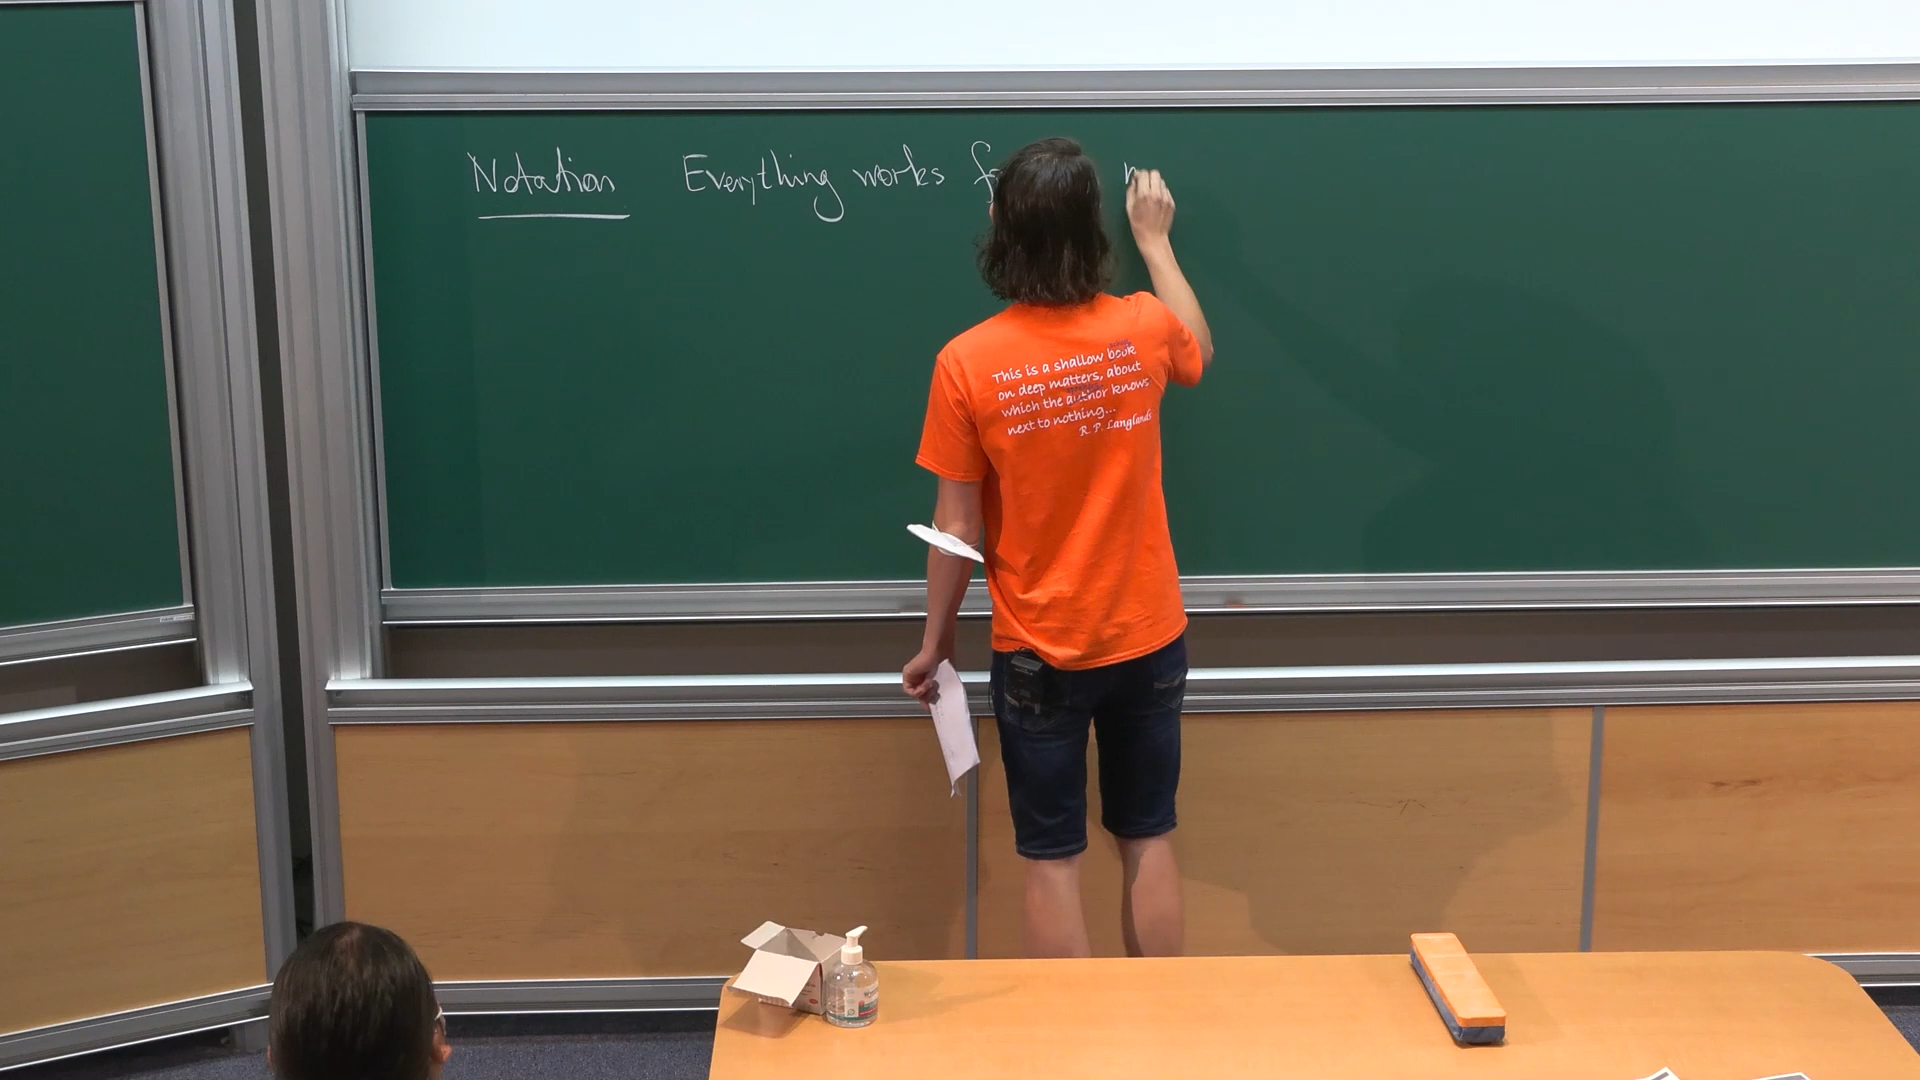 Notation Everything works
This is a shallow book
on deep matters, about
which the author knows
next to nothing...
R. P. Langlands